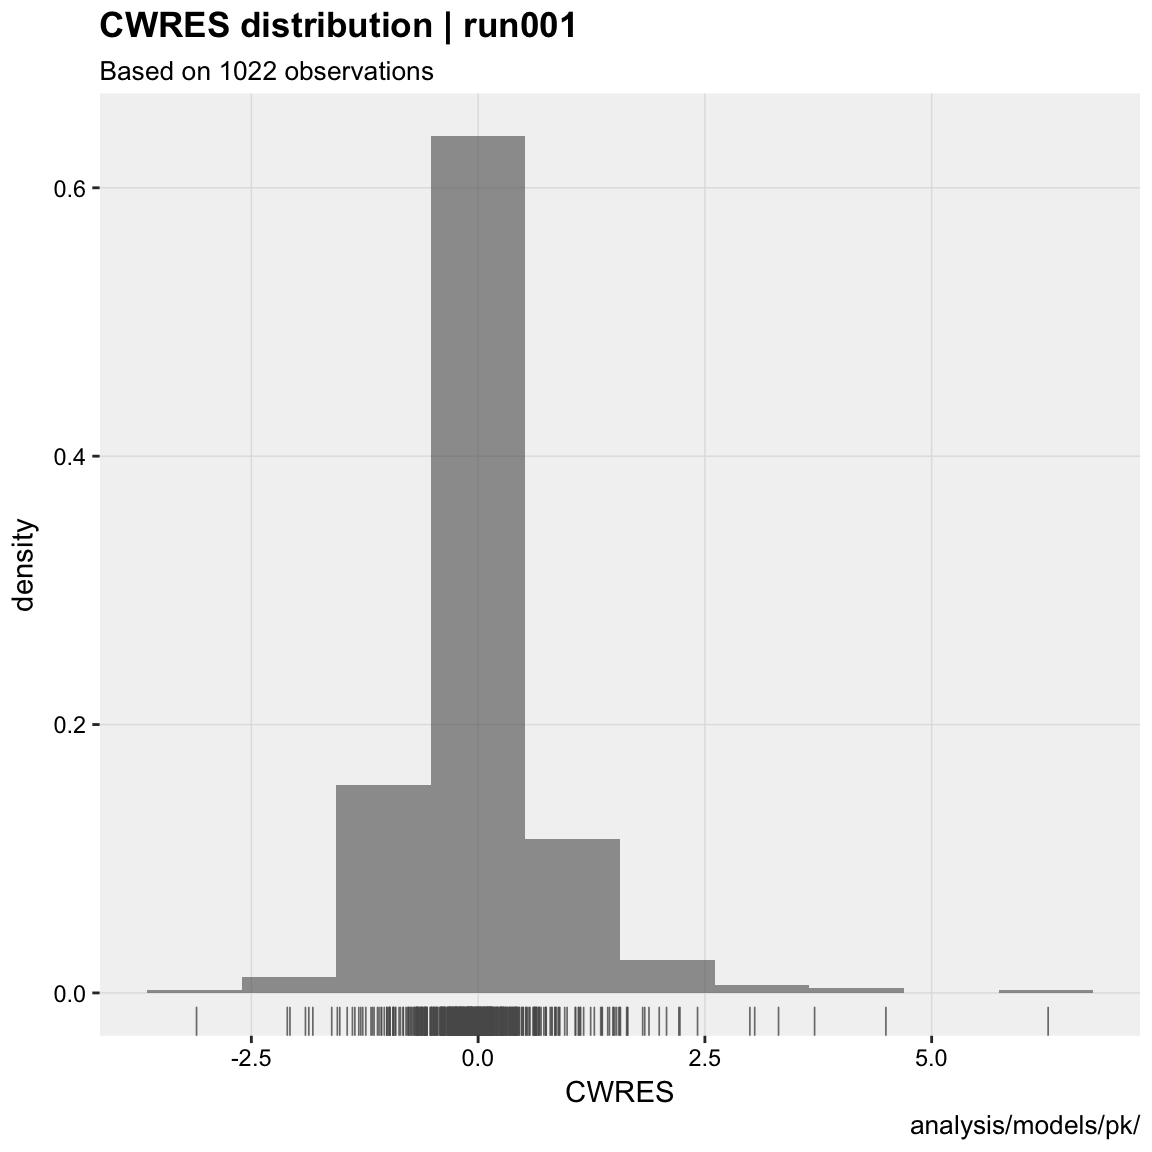 CWRES distribution | run001
Based on 1022 observations
density
0.6
0.4
0.2
0.0
-2.5 0.0 2.5 5.0
CWRES
analysis/models/pk/